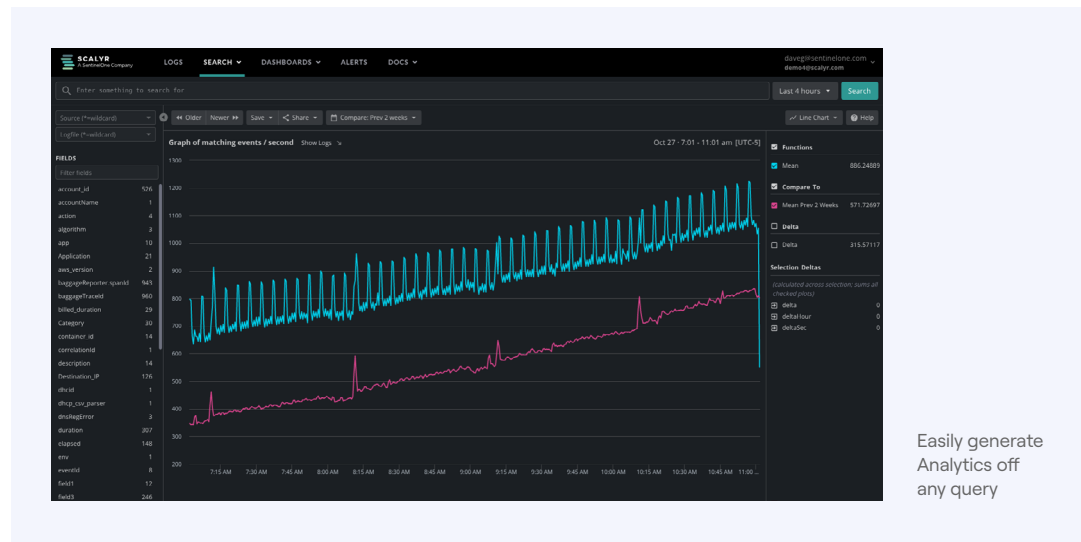 SCALYR
A SentinelOne Company
LOGS SEARCH DASHBOARDS ALERTS DOCS
davegl@sentinelone.com
demo4@scalyr.com
Enter something to search for
Last 4 hours Search
Source (*=wildcard)
Logfile (*=wildcard)
Older Newer Save Share Compare: Prev 2 weeks Line Chart Help
Graph of matching events / second Show Logs Oct 27 · 7:01 - 11:01 am [UTC-5]
FIELDS
Filter fields
account_id 526
accountName 1
action 4
algorithm 3
app 10
Application 21
aws_version 2
baggageReporter.spanId 943
baggageTraceId 960
billed_duration 29
Category 30
container_id 14
correlationId 1
description 14
Destination_IP 126
dhcid 1
dhcp_csv_parser 1
dnsRegError 3
duration 307
elapsed 148
env 1
eventId 8
field1 12
field3 246
1300
1200
1100
1000
900
800
700
600
500
400
300
200
7:15 AM 7:30 AM 7:45 AM 8:00 AM 8:15 AM 8:30 AM 8:45 AM 9:00 AM 9:15 AM 9:30 AM 9:45 AM 10:00 AM 10:15 AM 10:30 AM 10:45 AM 11:00 ...
Functions
Mean 886.24889
Compare To
Mean Prev 2 Weeks 571.72697
Delta
Delta 315.57117
Selection Deltas
(calculated across selection; sums all
checked plots)
delta 0
deltaHour 0
deltaSec 0
Easily generate
Analytics off
any query